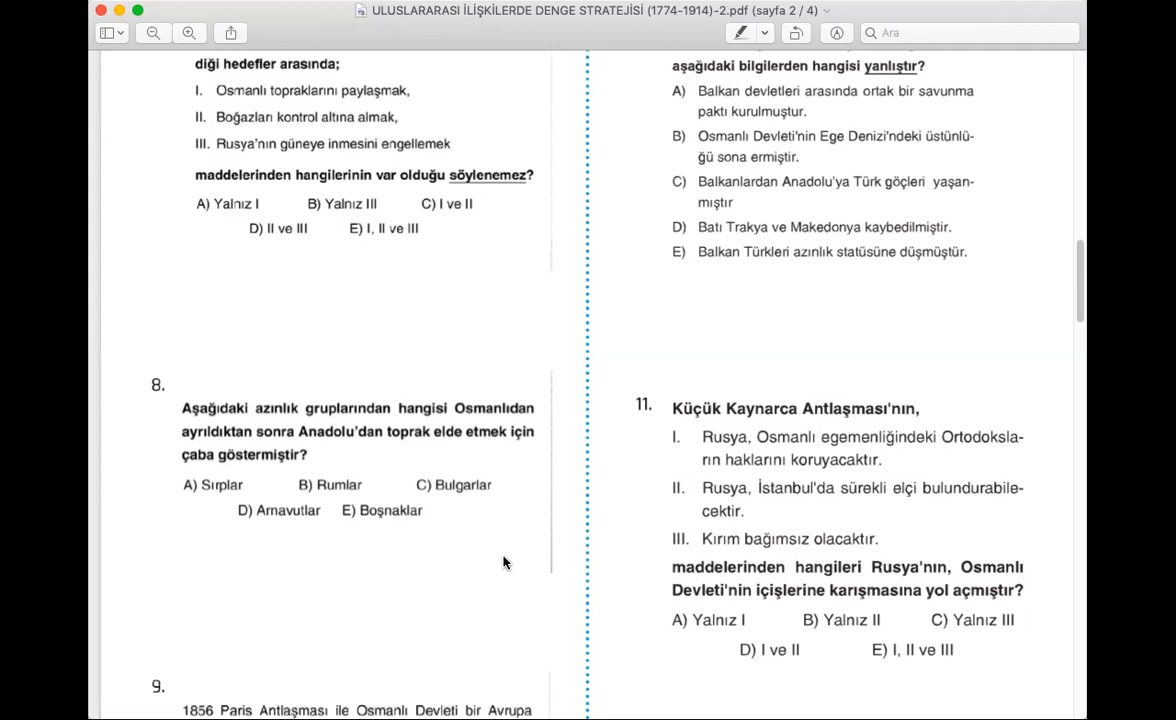 ULUSLARARASI İLİŞKİLERDE DENGE STRATEJİSİ (1774-1914)-2.pdf (sayfa 2 / 4)
Ara
diği hedefler arasında;
I. Osmanlı topraklarını paylaşmak,
II. Boğazları kontrol altına almak,
III. Rusya'nın güneye inmesini engellemek
maddelerinden hangilerinin var olduğu söylenemez?
A) Yalnız I B) Yalnız III C) I ve II
D) II ve III E) I, II ve III
8.
Aşağıdaki azınlık gruplarından hangisi Osmanlıdan
ayrıldıktan sonra Anadolu'dan toprak elde etmek için
çaba göstermiştir?
A) Sırplar B) Rumlar C) Bulgarlar
D) Arnavutlar E) Boşnaklar
9.
1856 Paris Antlaşması ile Osmanlı Devleti bir Avrupa
aşağıdaki bilgilerden hangisi yanlıştır?
A) Balkan devletleri arasında ortak bir savunma
paktı kurulmuştur.
B) Osmanlı Devleti'nin Ege Denizi'ndeki üstünlü-
ğü sona ermiştir.
C) Balkanlardan Anadolu'ya Türk göçleri yaşan-
mıştır
D) Batı Trakya ve Makedonya kaybedilmiştir.
E) Balkan Türkleri azınlık statüsüne düşmüştür.
11. Küçük Kaynarca Antlaşması'nın,
I. Rusya, Osmanlı egemenliğindeki Ortodoksla-
rın haklarını koruyacaktır.
II. Rusya, İstanbul'da sürekli elçi bulundurabile-
cektir.
III. Kırım bağımsız olacaktır.
maddelerinden hangileri Rusya'nın, Osmanlı
Devleti'nin içişlerine karışmasına yol açmıştır?
A) Yalnız I B) Yalnız II C) Yalnız III
D) I ve II E) I, II ve III